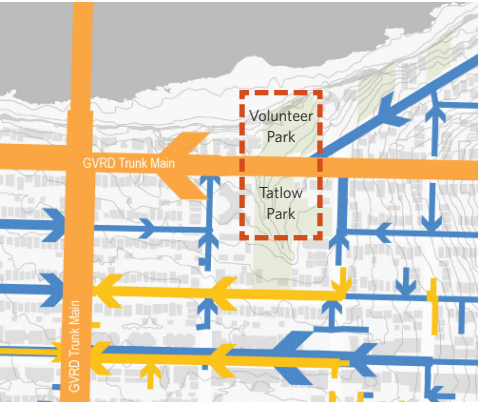 Volunteer
Park
GVRD Trunk Main
Tatlow
Park
GVRD Trunk Main